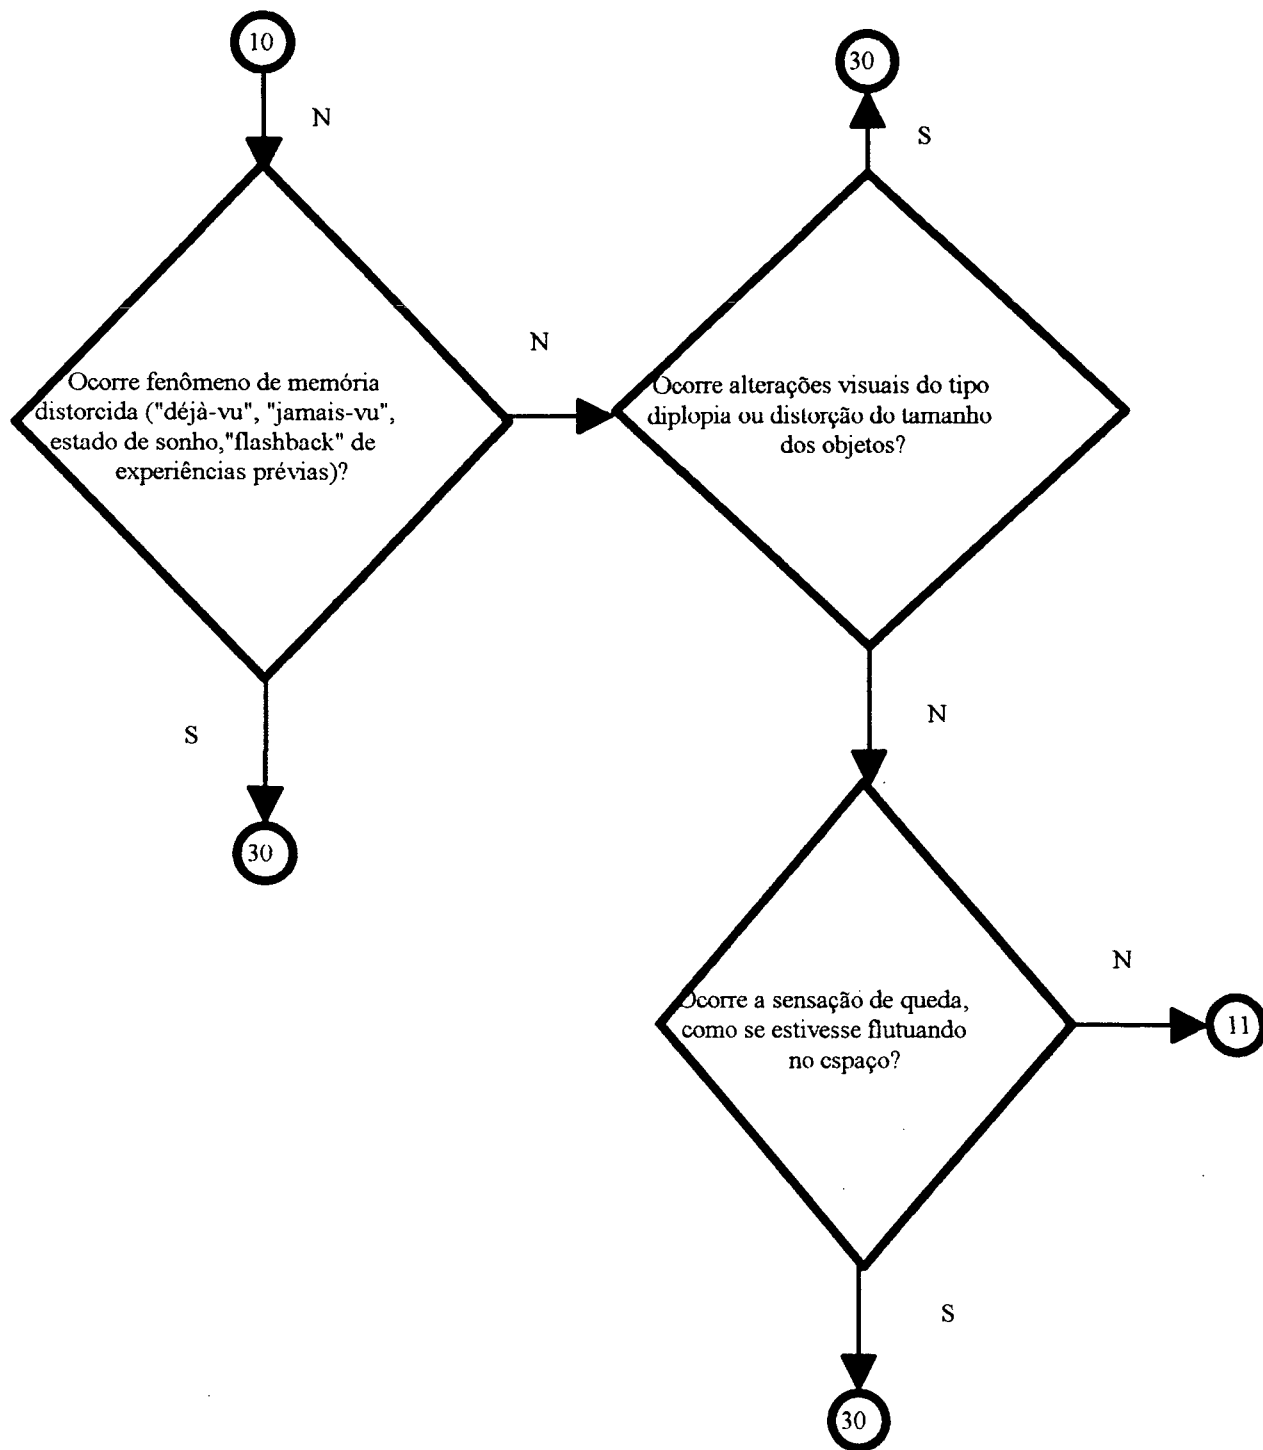 10
N
Ocorre fenômeno de memória
distorcida ("déjà-vu", "jamais-vu",
estado de sonho,"flashback" de
experiências prévias)?
S
30
N
30
S
Ocorre alterações visuais do tipo
diplopia ou distorção do tamanho
dos objetos?
N
Ocorre a sensação de queda,
como se estivesse flutuando
no espaço?
N
11
S
30